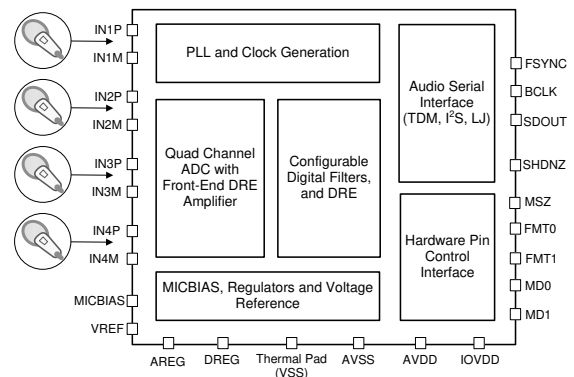 IN1P
IN1M
IN2P
IN2M
IN3P
IN3M
IN4P
IN4M
MICBIAS
VREF
PLL and Clock Generation
Quad Channel
ADC with
Front-End DRE
Amplifier
Configurable
Digital Filters,
and DRE
MICBIAS, Regulators and Voltage
Reference
Audio Serial
Interface
(TDM, I²S, LJ)
Hardware Pin
Control
Interface
FSYNC
BCLK
SDOUT
SHDNZ
MSZ
FMT0
FMT1
MD0
MD1
AREG
DREG
Thermal Pad
(VSS)
AVSS
AVDD
IOVDD